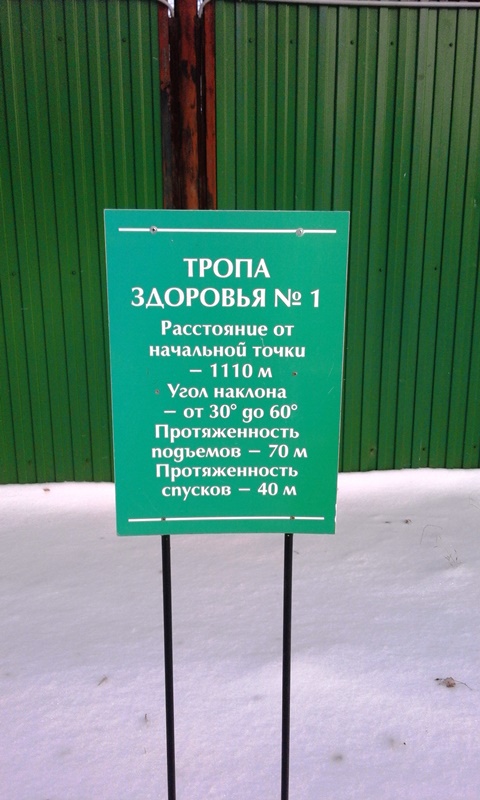 ТРОПА
ЗДОРОВЬЯ № 1
Расстояние от
начальной точки
– 1110 м
Угол наклона
– от 30° до 60°
Протяженность
подъемов – 70 м
Протяженность
спусков – 40 м